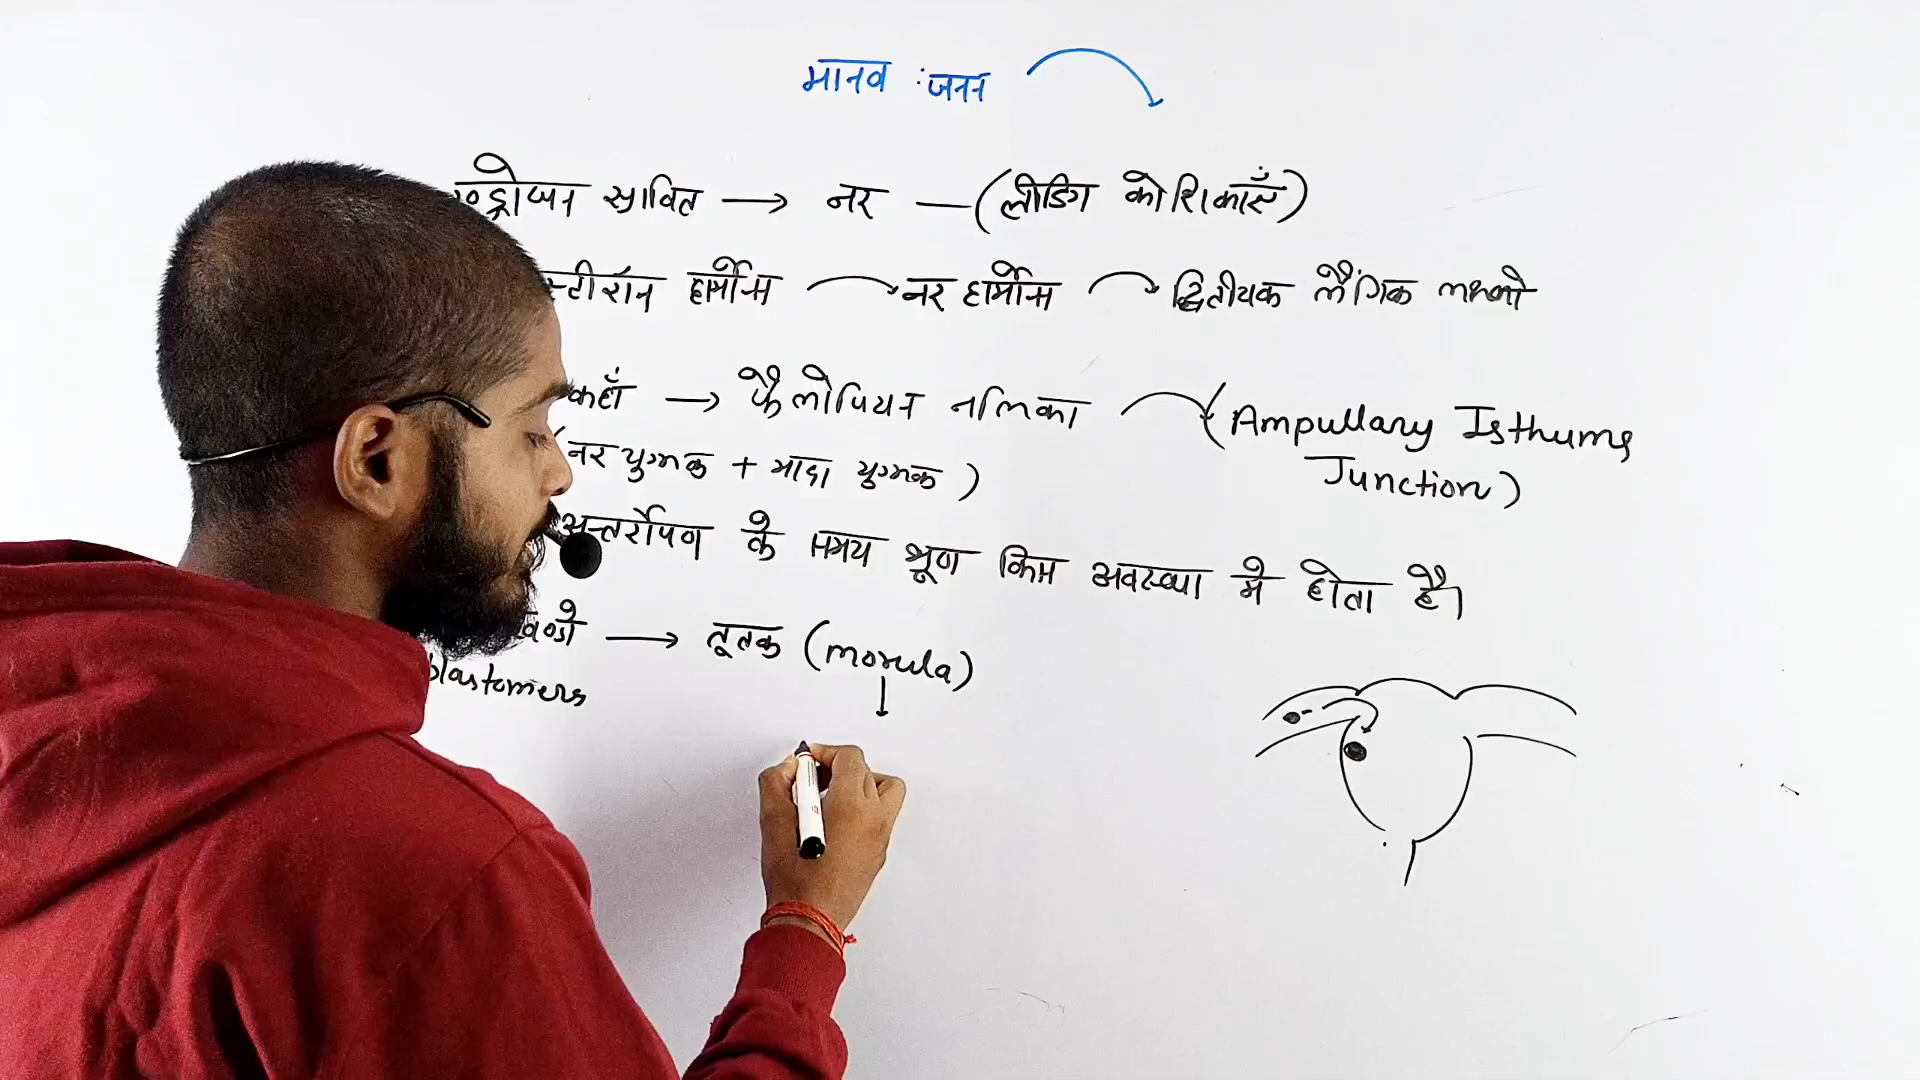 मानव जनन
स्रावित → नर — (लीडिंग कोशिकाएँ)
हार्मोन्स नर हार्मोन्स द्वितीयक लैंगिक लक्षणो
कहाँ → फैलोपियन नलिका (Ampullary Isthums
Junction)
(नर युग्मक + मादा युग्मक)
अन्तर्रोपण के समय भ्रूण किस अवस्था मे होता है।
→ तूतक (morula)
blastomers